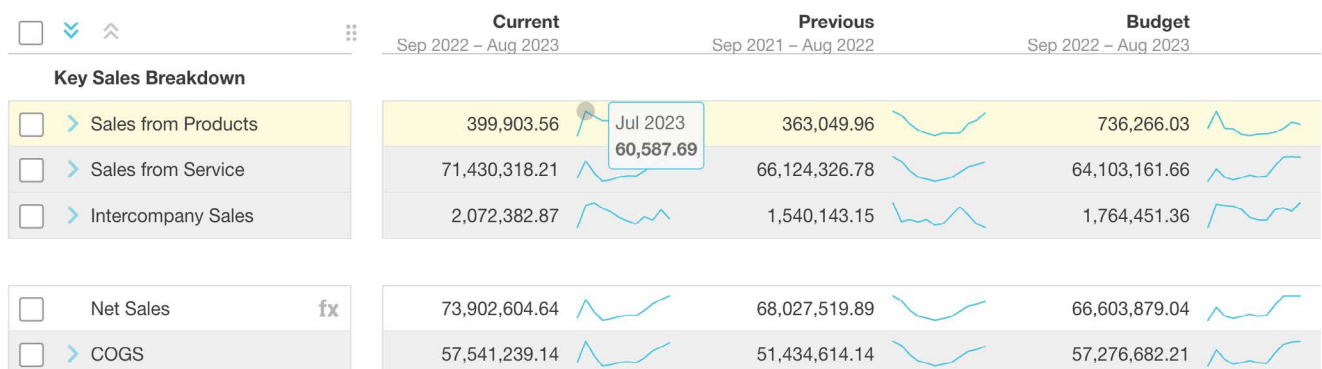 Current Previous Budget
Sep 2022 – Aug 2023 Sep 2021 – Aug 2022 Sep 2022 – Aug 2023
Key Sales Breakdown
Sales from Products 399,903.56 363,049.96 736,266.03
Jul 2023
60,587.69
Sales from Service 71,430,318.21 66,124,326.78 64,103,161.66
Intercompany Sales 2,072,382.87 1,540,143.15 1,764,451.36
Net Sales fx 73,902,604.64 68,027,519.89 66,603,879.04
COGS 57,541,239.14 51,434,614.14 57,276,682.21